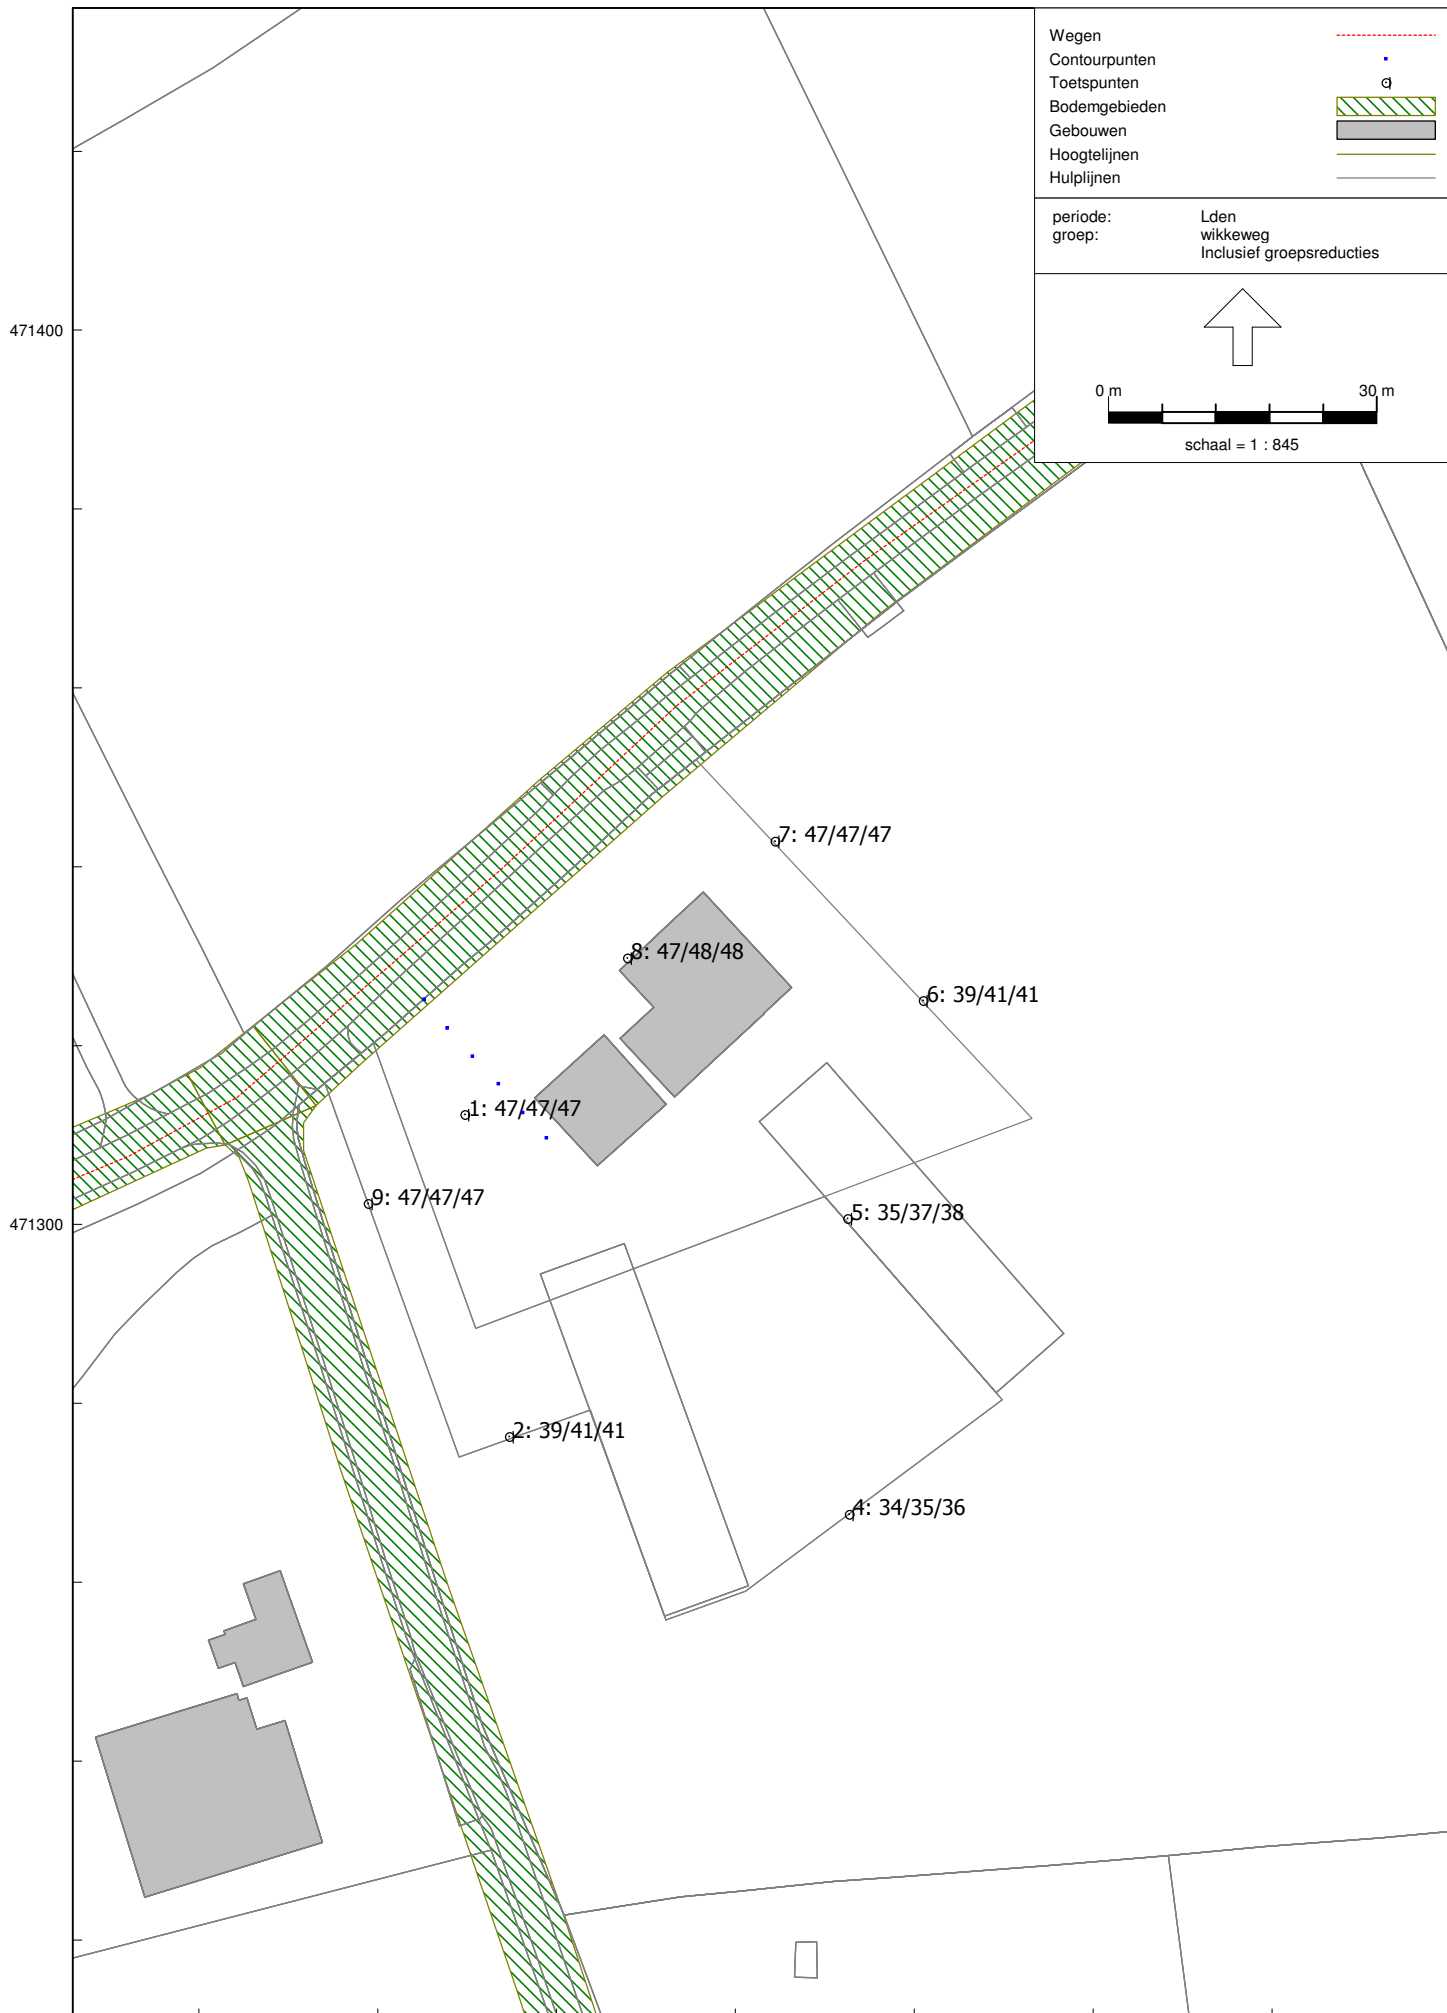 Wegen
Contourpunten
Toetspunten
Bodemgebieden
Gebouwen
Hoogtelijnen
Hulplijnen
periode: Lden
groep: wikkeweg
Inclusief groepsreducties
0 m 30 m
schaal = 1 : 845
471400
7: 47/47/47
8: 47/48/48
6: 39/41/41
1: 47/47/47
9: 47/47/47
5: 35/37/38
471300
2: 39/41/41
4: 34/35/36